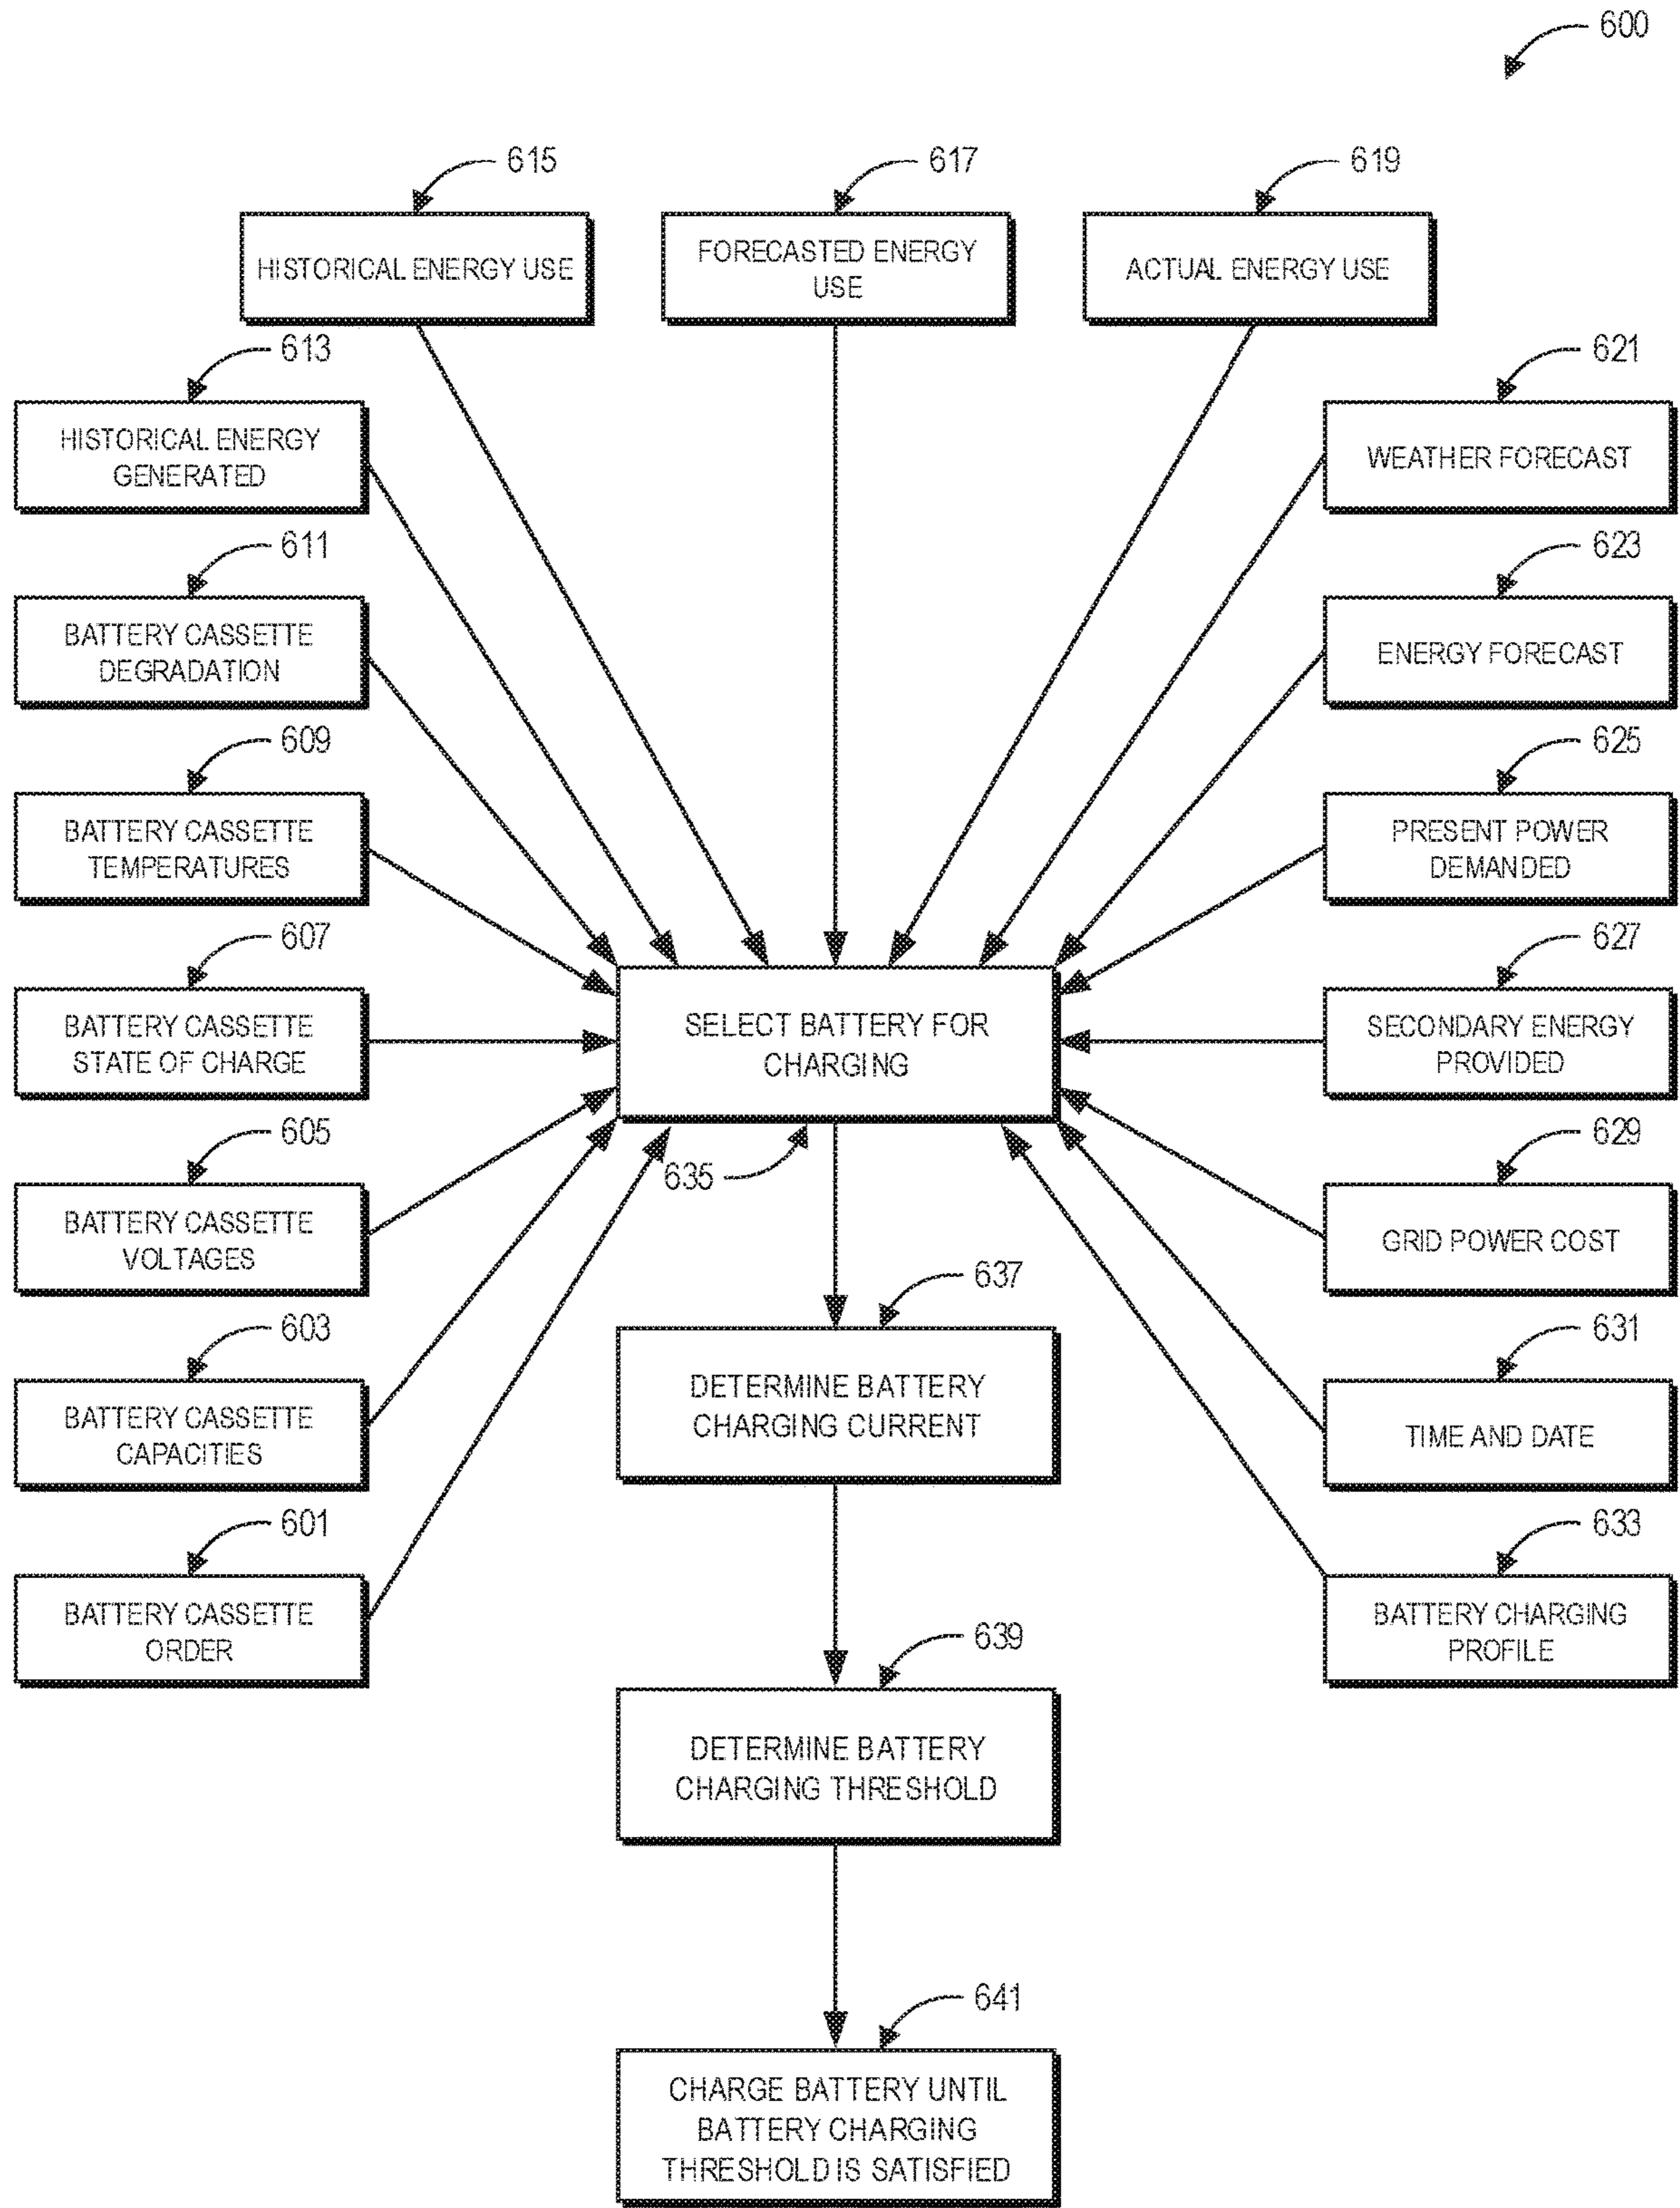 600
615
617
619
HISTORICAL ENERGY USE
FORECASTED ENERGY
USE
ACTUAL ENERGY USE
613
621
HISTORICAL ENERGY
GENERATED
WEATHER FORECAST
611
623
BATTERY CASSETTE
DEGRADATION
ENERGY FORECAST
609
625
BATTERY CASSETTE
TEMPERATURES
PRESENT POWER
DEMANDED
607
627
BATTERY CASSETTE
STATE OF CHARGE
SELECT BATTERY FOR
CHARGING
SECONDARY ENERGY
PROVIDED
605
635
629
BATTERY CASSETTE
VOLTAGES
GRID POWER COST
637
603
631
BATTERY CASSETTE
CAPACITIES
DETERMINE BATTERY
CHARGING CURRENT
TIME AND DATE
601
633
BATTERY CASSETTE
ORDER
BATTERY CHARGING
PROFILE
639
DETERMINE BATTERY
CHARGING THRESHOLD
641
CHARGE BATTERY UNTIL
BATTERY CHARGING
THRESHOLD IS SATISFIED